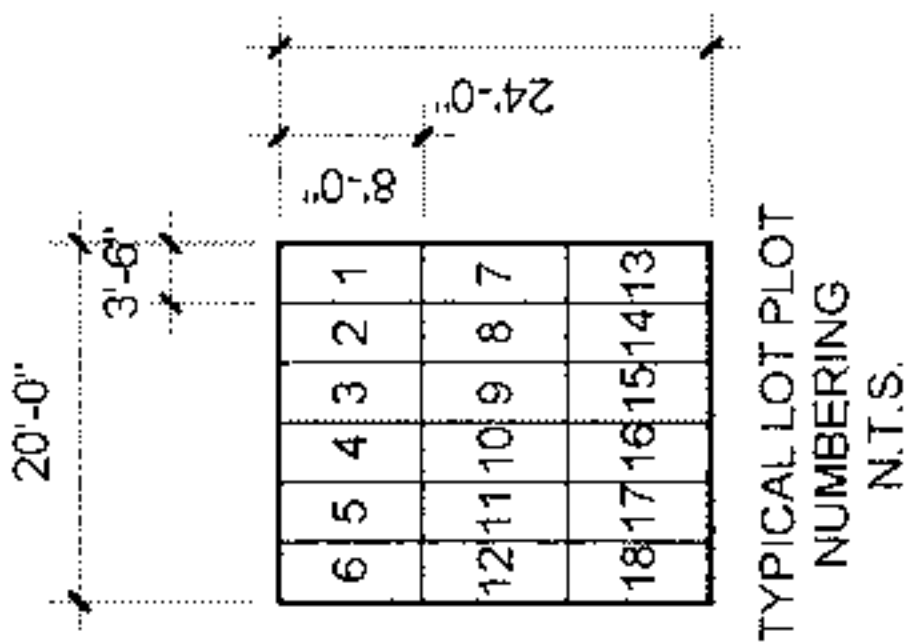 20'-0"
3'-6"
8'-0"
24'-0"
1 2 3 4 5 6
7 8 9 10 11 12
13 14 15 16 17 18
TYPICAL LOT PLOT
NUMBERING
N.T.S.